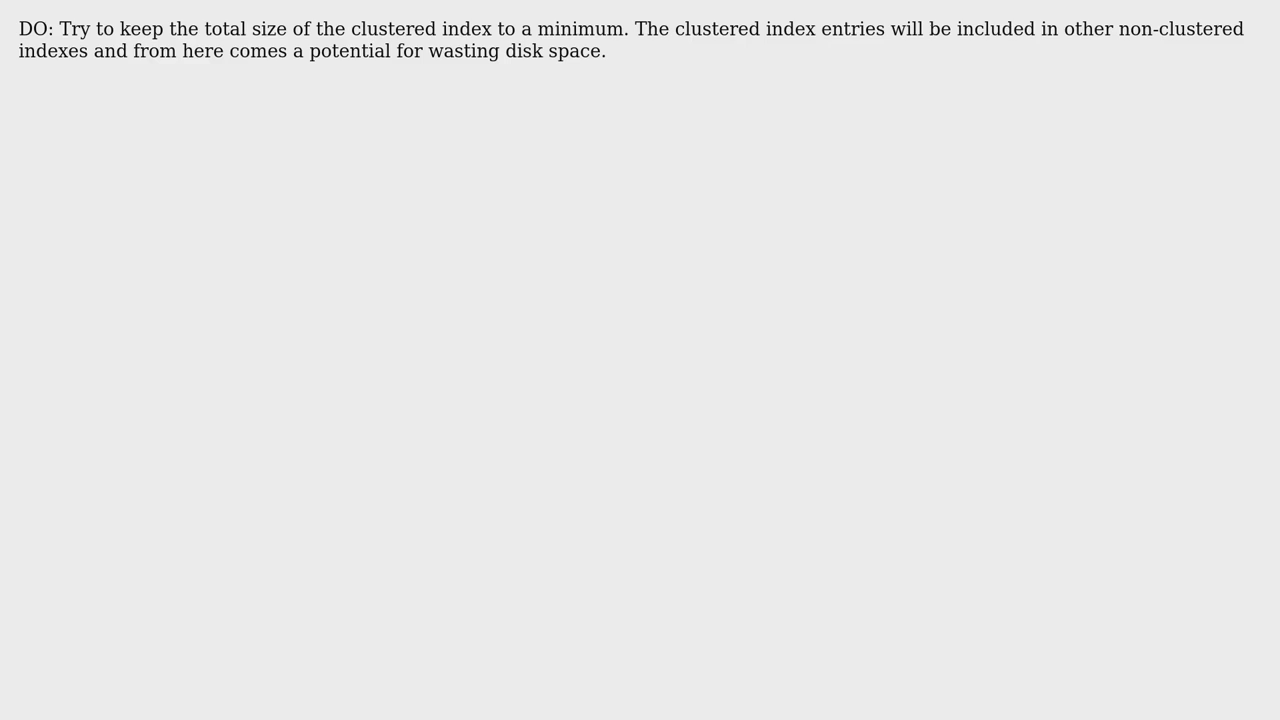 DO: Try to keep the total size of the clustered index to a minimum. The clustered index entries will be included in other non-clustered
indexes and from here comes a potential for wasting disk space.